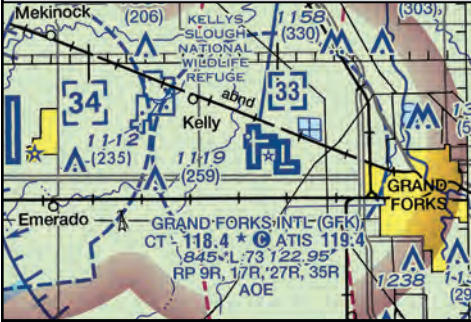 Mekinock
(206)
KELLYS
SLOUGH
NATIONAL
WILDLIFE
REFUGE
1158
(330)
(303)
34
33
abnd
Kelly
1112
(235)
1119
(259)
GRAND
FORKS
Emerado
GRAND FORKS INTL (GFK)
CT - 118.4 * C ATIS 119.4
845 *L 73 122.95
RP 9R, 17R, 27R, 35R
AOE
1238